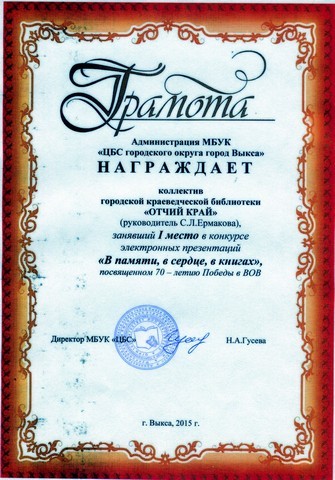 Грамота
Администрация МБУК
«ЦБС городского округа город Выкса»
НАГРАЖДАЕТ
коллектив
городской краеведческой библиотеки
«ОТЧИЙ КРАЙ»
(руководитель С.Л.Ермакова),
занявший I место в конкурсе
электронных презентаций
«В памяти, в сердце, в книгах»,
посвященном 70 – летию Победы в ВОВ
Директор МБУК «ЦБС» Н.А.Гусева
г. Выкса, 2015 г.